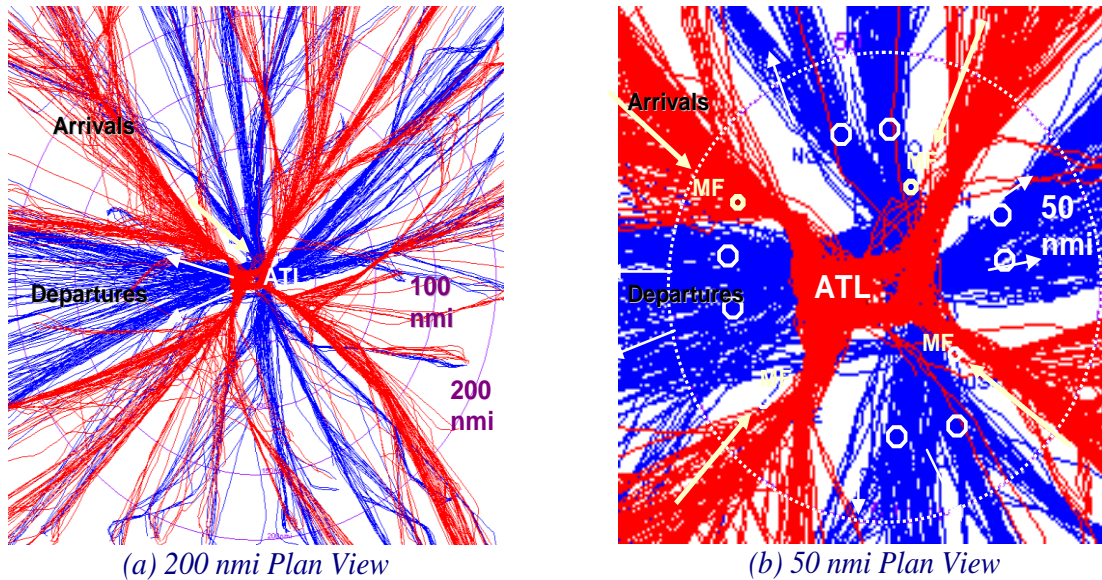 Arrivals
Departures
ATL
100
nmi
200
nmi
(a) 200 nmi Plan View
50
Arrivals
MF
MF
50
nmi
Departures
ATL
MF
MF
(b) 50 nmi Plan View